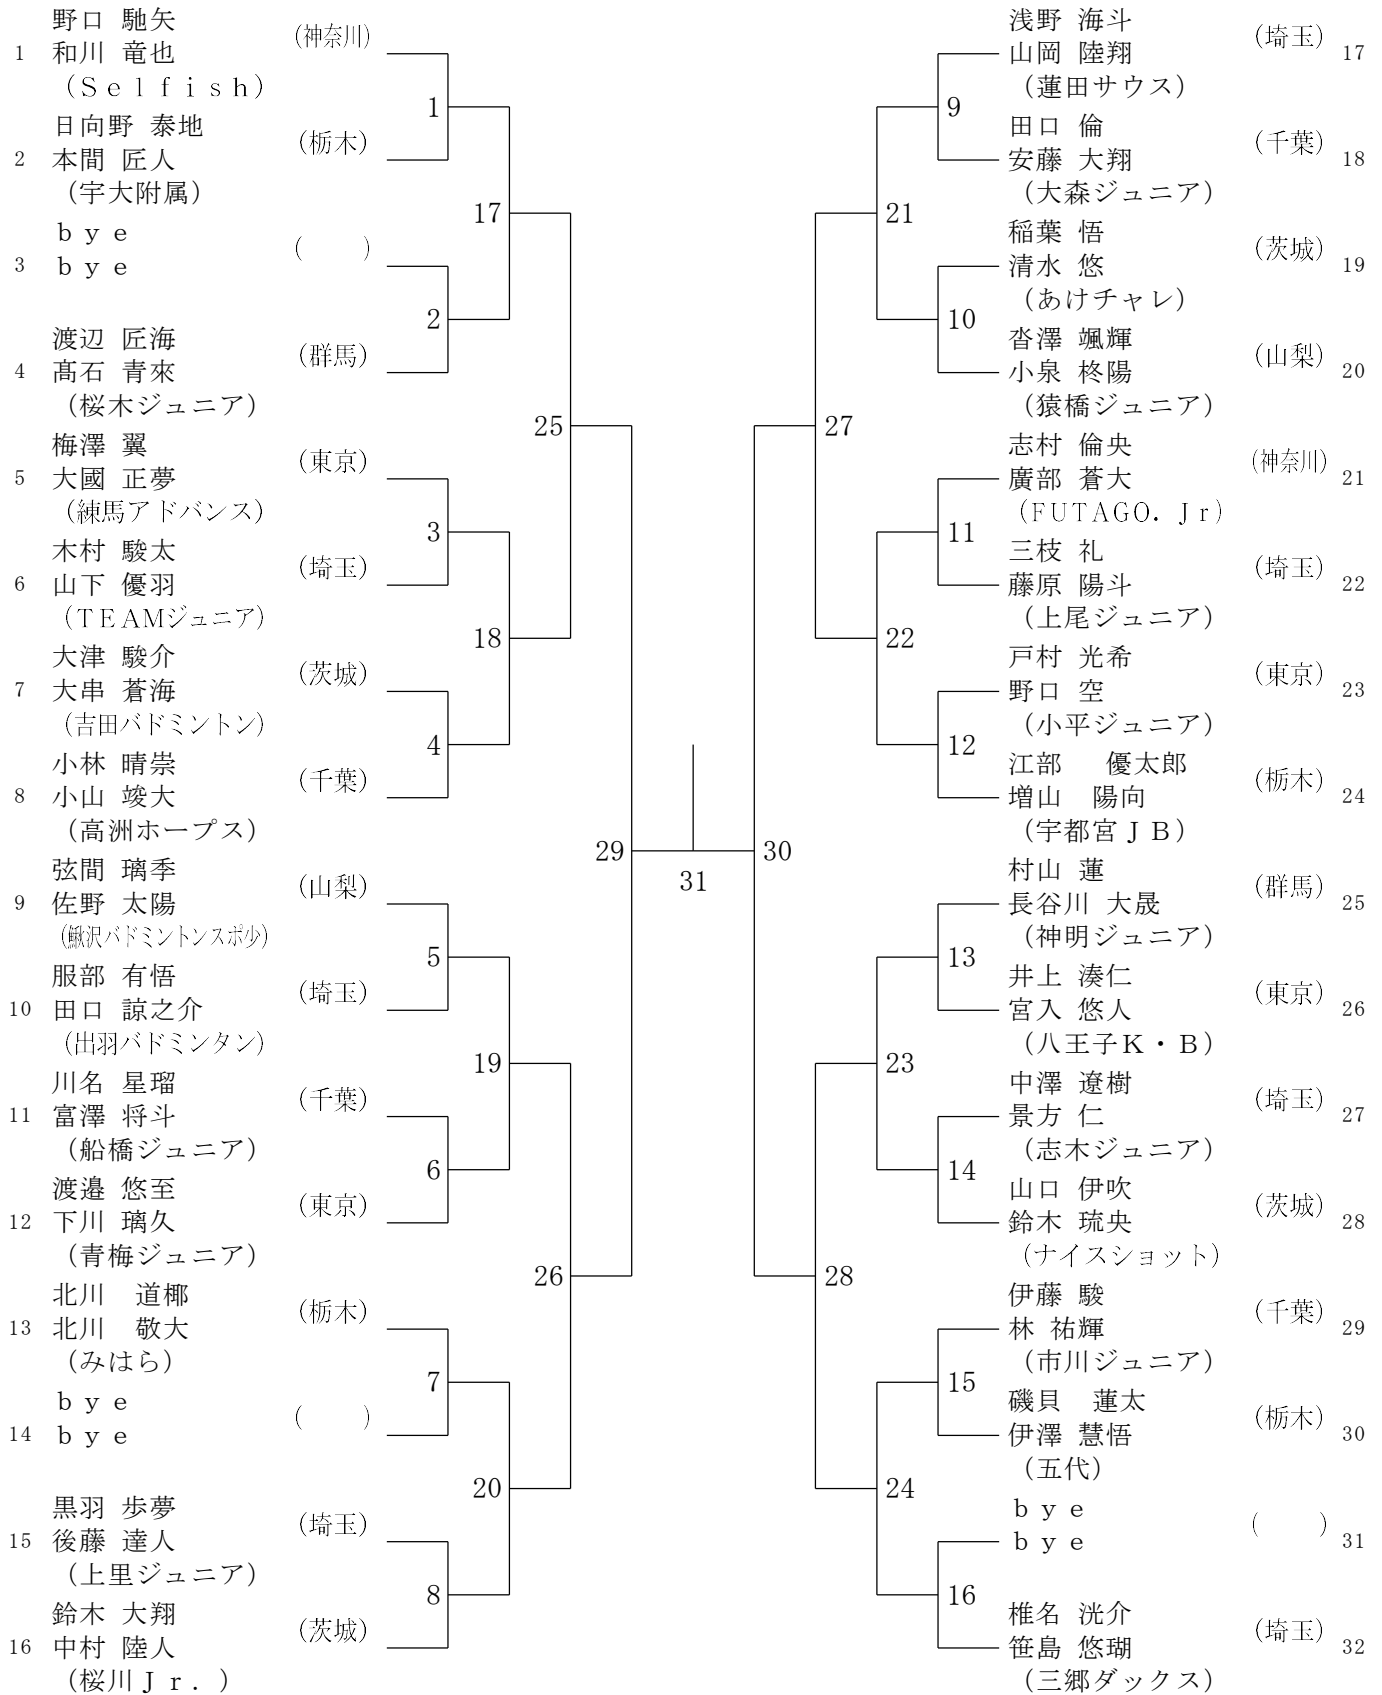 野口 馳矢
(神奈川)
1 和川 竜也
(Selfish)
1
日向野 泰地
(栃木)
2 本間 匠人
(宇大附属)
17
bye
( )
3 bye
2
渡辺 匠海
(群馬)
4 髙石 青來
(桜木ジュニア)
25
梅澤 翼
(東京)
5 大國 正夢
(練馬アドバンス)
3
木村 駿太
(埼玉)
6 山下 優羽
(TEAMジュニア)
18
大津 駿介
(茨城)
7 大串 蒼海
(吉田バドミントン)
4
小林 晴崇
(千葉)
8 小山 竣大
(高洲ホープス)
29
弦間 璃季
(山梨)
9 佐野 太陽
(鰍沢バドミントンスポ少)
5
服部 有悟
(埼玉)
10 田口 諒之介
(出羽バドミンタン)
19
川名 星瑠
(千葉)
11 富澤 将斗
(船橋ジュニア)
6
渡邉 悠至
(東京)
12 下川 璃久
(青梅ジュニア)
26
北川 道椰
(栃木)
13 北川 敬大
(みはら)
7
bye
( )
14 bye
20
黒羽 歩夢
(埼玉)
15 後藤 達人
(上里ジュニア)
8
鈴木 大翔
(茨城)
16 中村 陸人
(桜川Jr.)
31
浅野 海斗
(埼玉)
山岡 陸翔 17
(蓮田サウス)
9
田口 倫
(千葉)
安藤 大翔 18
(大森ジュニア)
21
稲葉 悟
(茨城)
清水 悠 19
(あけチャレ)
10
沓澤 颯輝
(山梨)
小泉 柊陽 20
(猿橋ジュニア)
27
志村 倫央
(神奈川)
廣部 蒼大 21
(FUTAGO.Jr)
11
三枝 礼
(埼玉)
藤原 陽斗 22
(上尾ジュニア)
22
戸村 光希
(東京)
野口 空 23
(小平ジュニア)
12
江部 優太郎
(栃木)
増山 陽向 24
(宇都宮JB)
30
村山 蓮
(群馬)
長谷川 大晟 25
(神明ジュニア)
13
井上 湊仁
(東京)
宮入 悠人 26
(八王子K・B)
23
中澤 遼樹
(埼玉)
景方 仁 27
(志木ジュニア)
14
山口 伊吹
(茨城)
鈴木 琉央 28
(ナイスショット)
28
伊藤 駿
(千葉)
林 祐輝 29
(市川ジュニア)
15
磯貝 蓮太
(栃木)
伊澤 慧悟 30
(五代)
24
bye
( )
bye 31
16
椎名 洸介
(埼玉)
笹島 悠瑚 32
(三郷ダックス)